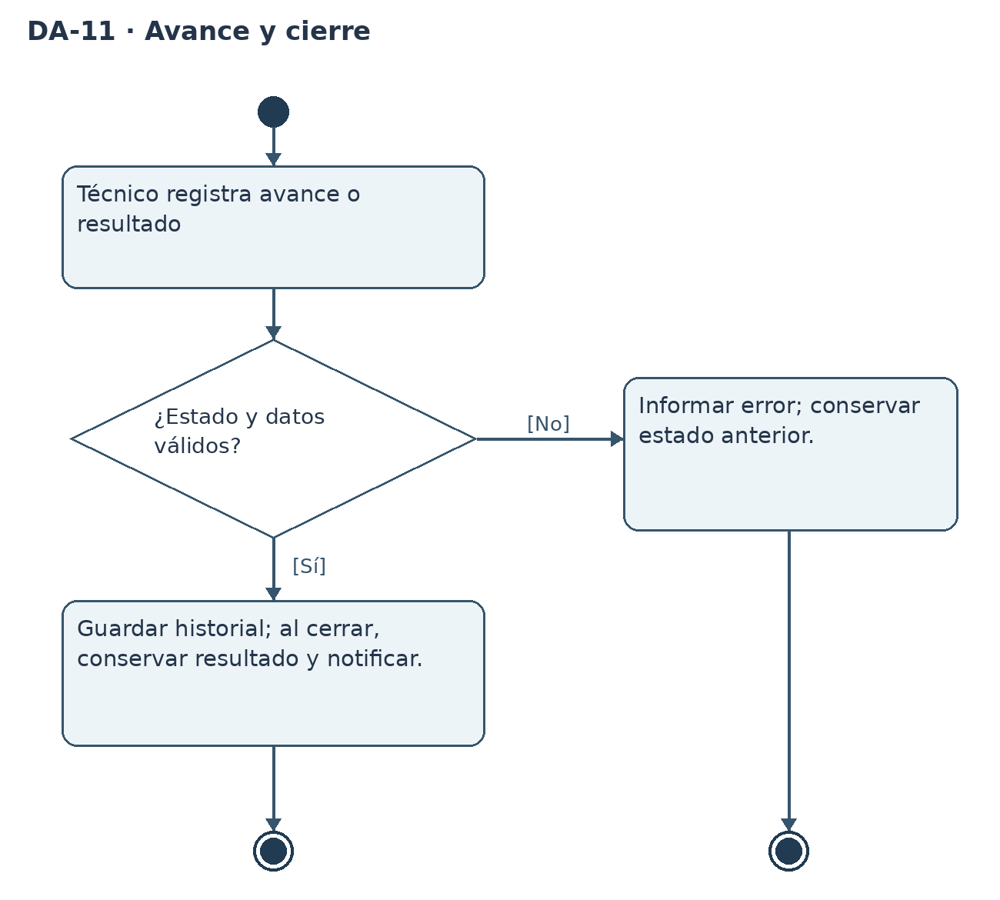 DA-11 · Avance y cierre
Técnico registra avance o
resultado
¿Estado y datos
válidos?
[No]
Informar error; conservar
estado anterior.
[Sí]
Guardar historial; al cerrar,
conservar resultado y notificar.